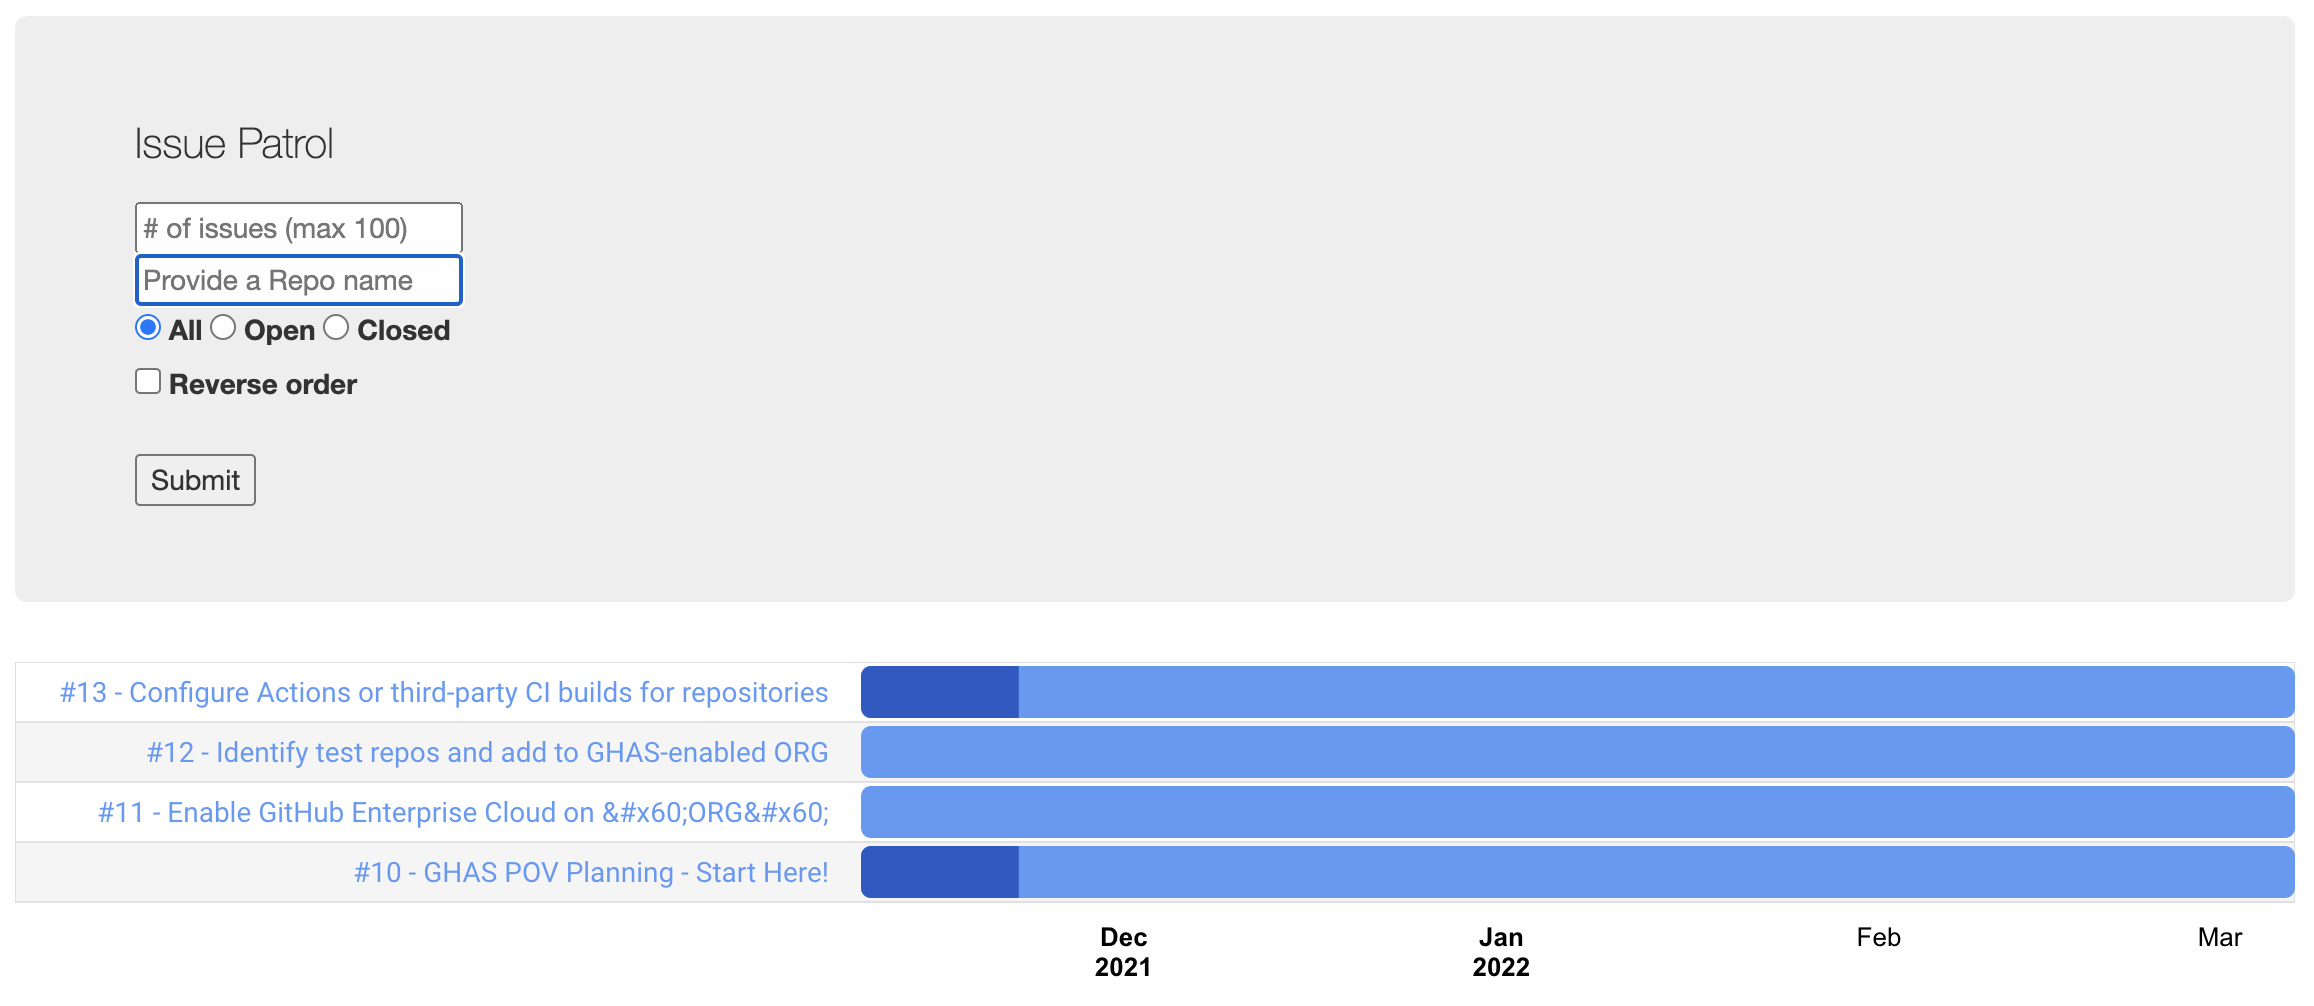 Issue Patrol
# of issues (max 100)
Provide a Repo name
All Open Closed
Reverse order
Submit
#13 - Configure Actions or third-party CI builds for repositories
#12 - Identify test repos and add to GHAS-enabled ORG
#11 - Enable GitHub Enterprise Cloud on &#x60;ORG&#x60;
#10 - GHAS POV Planning - Start Here!
Dec Jan Feb Mar
2021 2022